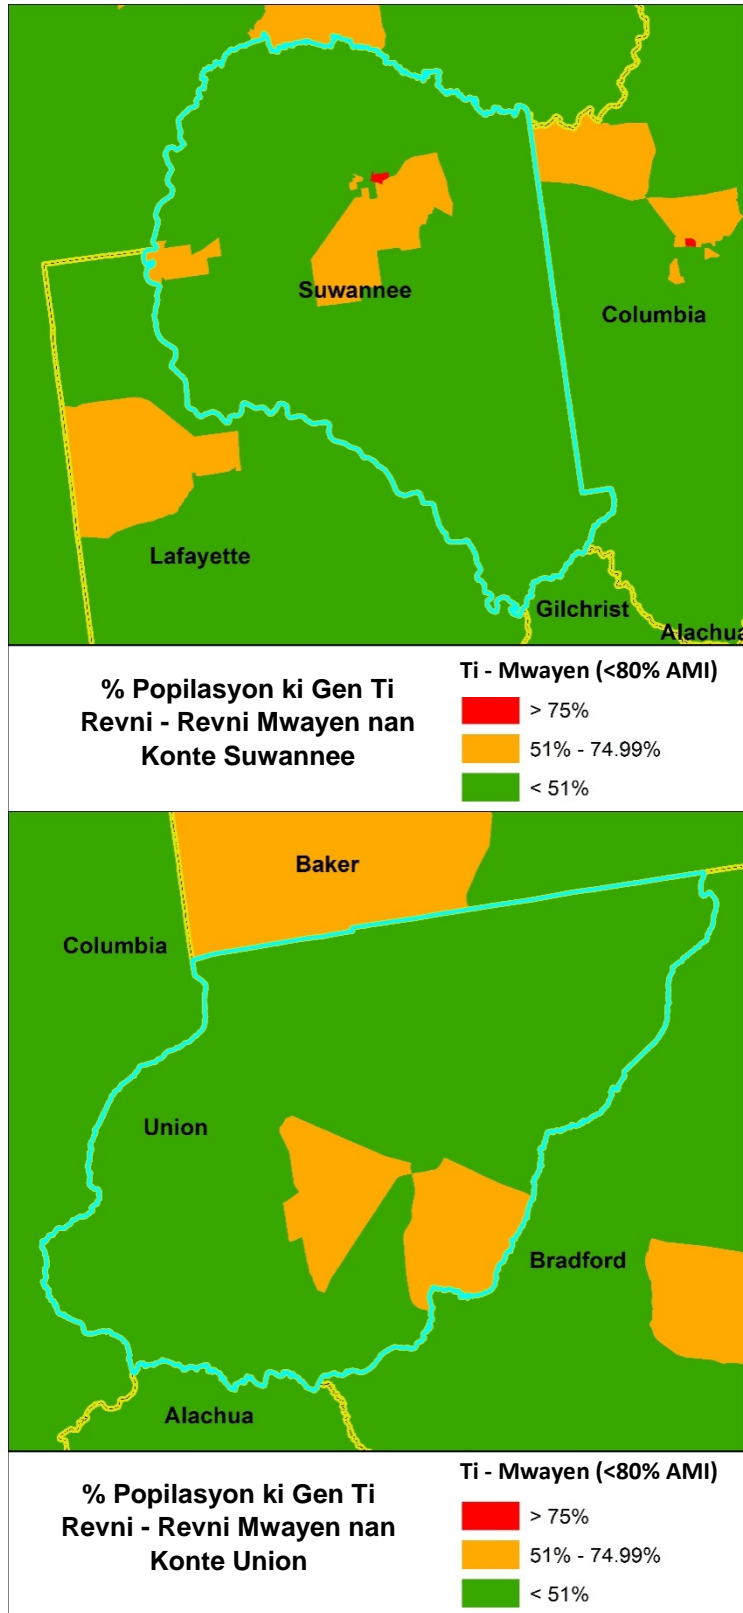 Suwannee
Columbia
Lafayette
Gilchrist
Alachua
% Popilasyon ki Gen Ti
Revni - Revni Mwayen nan
Konte Suwannee
Ti - Mwayen (<80% AMI)
> 75%
51% - 74.99%
< 51%
Baker
Columbia
Union
Bradford
Alachua
% Popilasyon ki Gen Ti
Revni - Revni Mwayen nan
Konte Union
Ti - Mwayen (<80% AMI)
> 75%
51% - 74.99%
< 51%